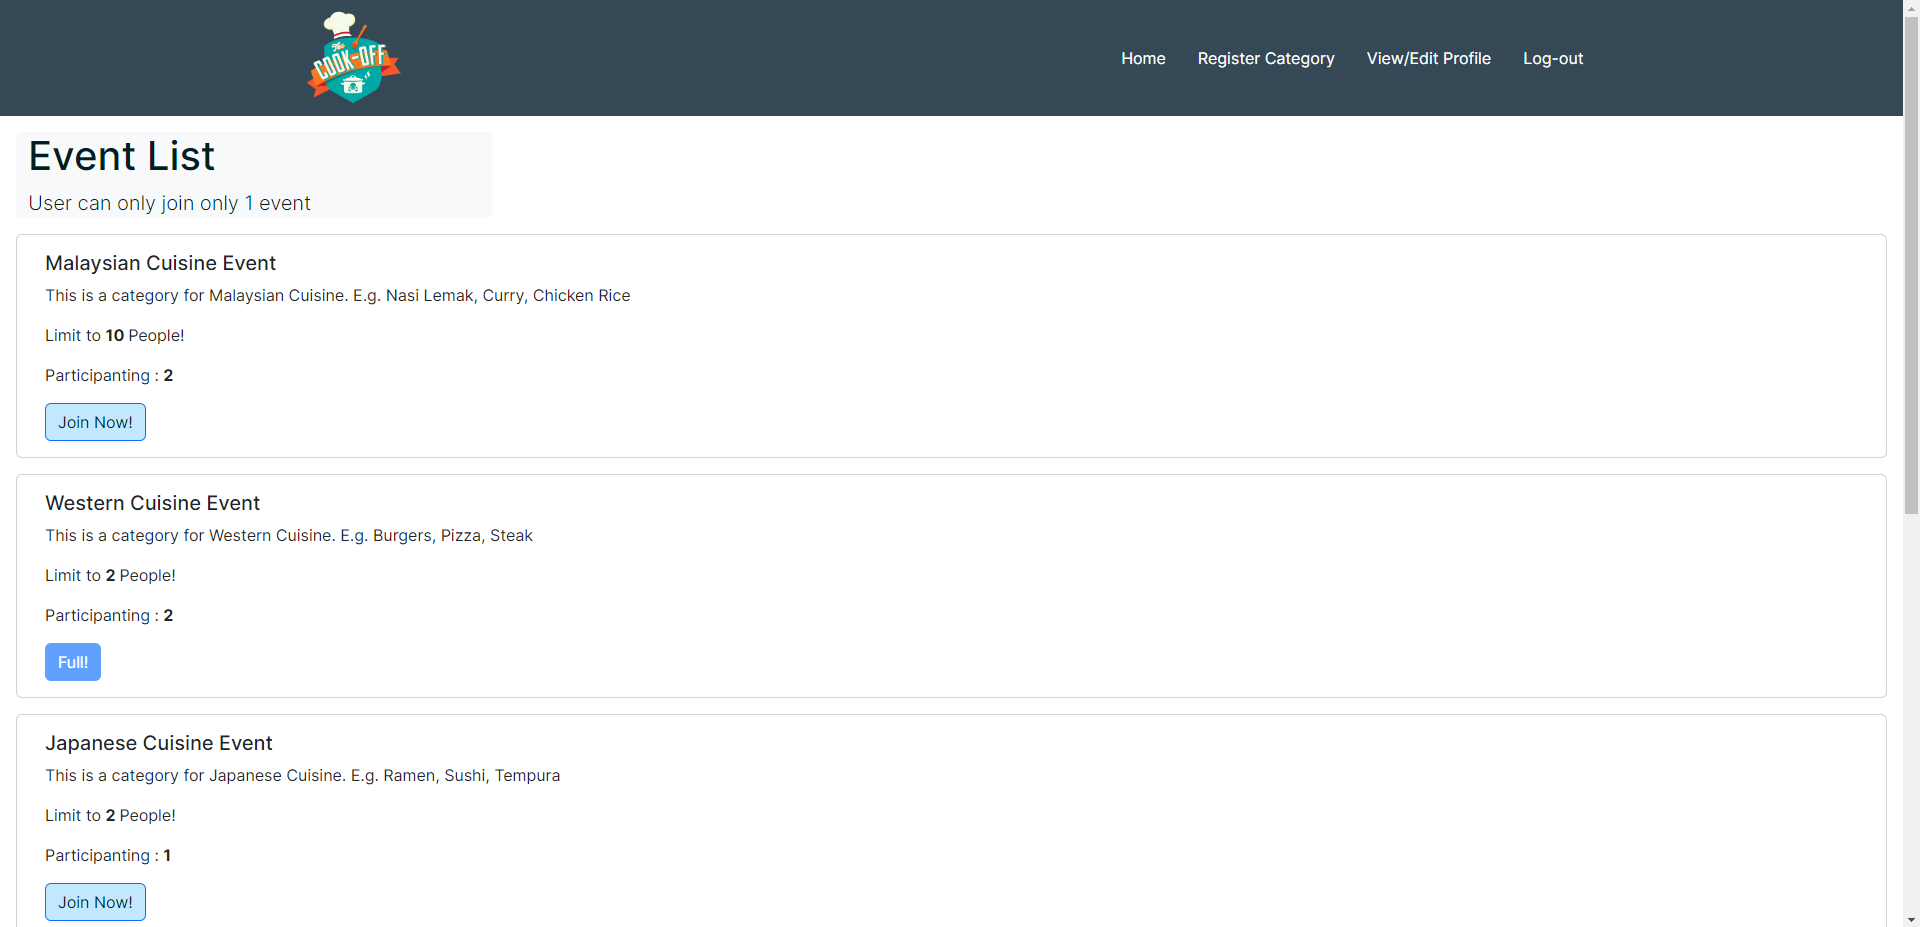 The
COOK-OFF
Home Register Category View/Edit Profile Log-out
Event List
User can only join only 1 event
Malaysian Cuisine Event
This is a category for Malaysian Cuisine. E.g. Nasi Lemak, Curry, Chicken Rice
Limit to 10 People!
Participanting : 2
Join Now!
Western Cuisine Event
This is a category for Western Cuisine. E.g. Burgers, Pizza, Steak
Limit to 2 People!
Participanting : 2
Full!
Japanese Cuisine Event
This is a category for Japanese Cuisine. E.g. Ramen, Sushi, Tempura
Limit to 2 People!
Participanting : 1
Join Now!